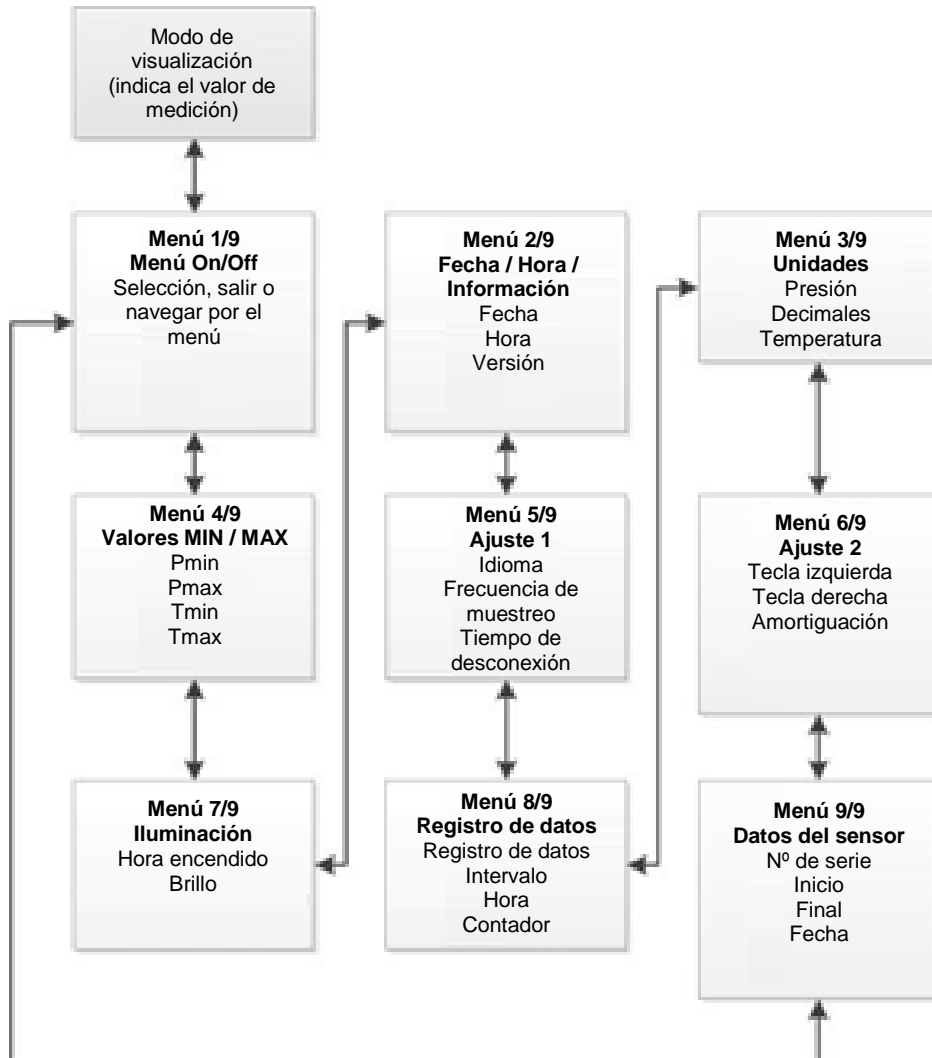 Modo de
visualización
(indica el valor de
medición)
Menú 1/9
Menú On/Off
Selección, salir o
navegar por el
menú
Menú 2/9
Fecha / Hora /
Información
Fecha
Hora
Versión
Menú 3/9
Unidades
Presión
Decimales
Temperatura
Menú 4/9
Valores MIN / MAX
Pmin
Pmax
Tmin
Tmax
Menú 5/9
Ajuste 1
Idioma
Frecuencia de
muestreo
Tiempo de
desconexión
Menú 6/9
Ajuste 2
Tecla izquierda
Tecla derecha
Amortiguación
Menú 7/9
Iluminación
Hora encendido
Brillo
Menú 8/9
Registro de datos
Registro de datos
Intervalo
Hora
Contador
Menú 9/9
Datos del sensor
Nº de serie
Inicio
Final
Fecha